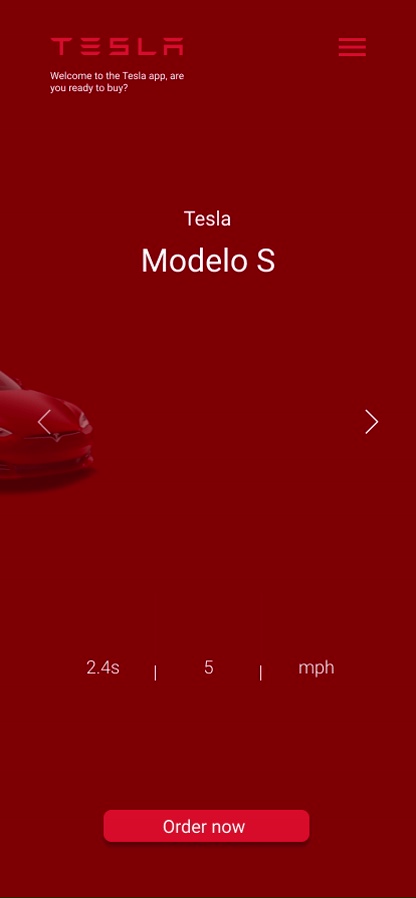 TESLA
Welcome to the Tesla app, are
you ready to buy?
Tesla
Modelo S
2.4s | 5 | mph
Order now